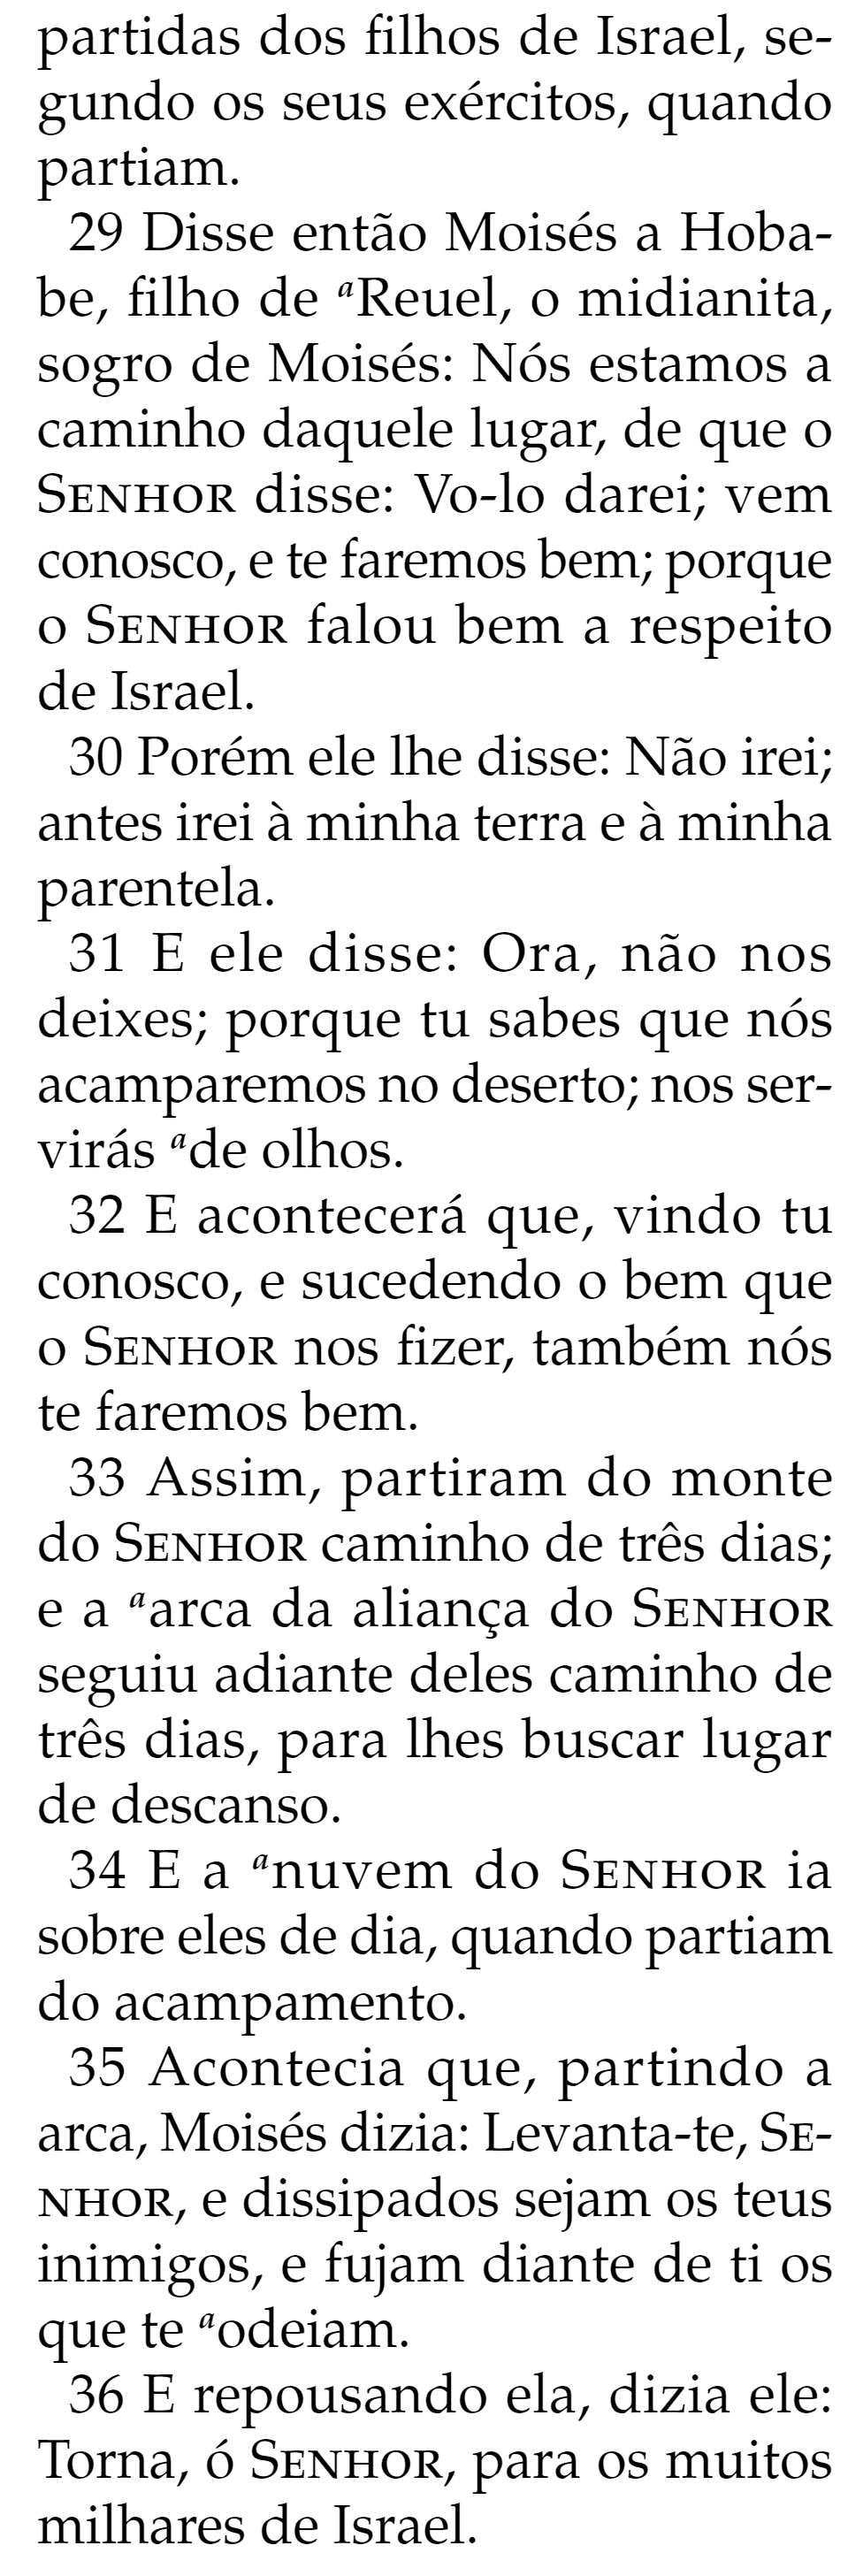 partidas dos filhos de Israel, se-
gundo os seus exércitos, quando
partiam.
29 Disse então Moisés a Hoba-
be, filho de ᵃReuel, o midianita,
sogro de Moisés: Nós estamos a
caminho daquele lugar, de que o
SENHOR disse: Vo-lo darei; vem
conosco, e te faremos bem; porque
o SENHOR falou bem a respeito
de Israel.
30 Porém ele lhe disse: Não irei;
antes irei à minha terra e à minha
parentela.
31 E ele disse: Ora, não nos
deixes; porque tu sabes que nós
acamparemos no deserto; nos ser-
virás ᵃde olhos.
32 E acontecerá que, vindo tu
conosco, e sucedendo o bem que
o SENHOR nos fizer, também nós
te faremos bem.
33 Assim, partiram do monte
do SENHOR caminho de três dias;
e a ᵃarca da aliança do SENHOR
seguiu adiante deles caminho de
três dias, para lhes buscar lugar
de descanso.
34 E a ᵃnuvem do SENHOR ia
sobre eles de dia, quando partiam
do acampamento.
35 Acontecia que, partindo a
arca, Moisés dizia: Levanta-te, SE-
NHOR, e dissipados sejam os teus
inimigos, e fujam diante de ti os
que te ᵃodeiam.
36 E repousando ela, dizia ele:
Torna, ó SENHOR, para os muitos
milhares de Israel.